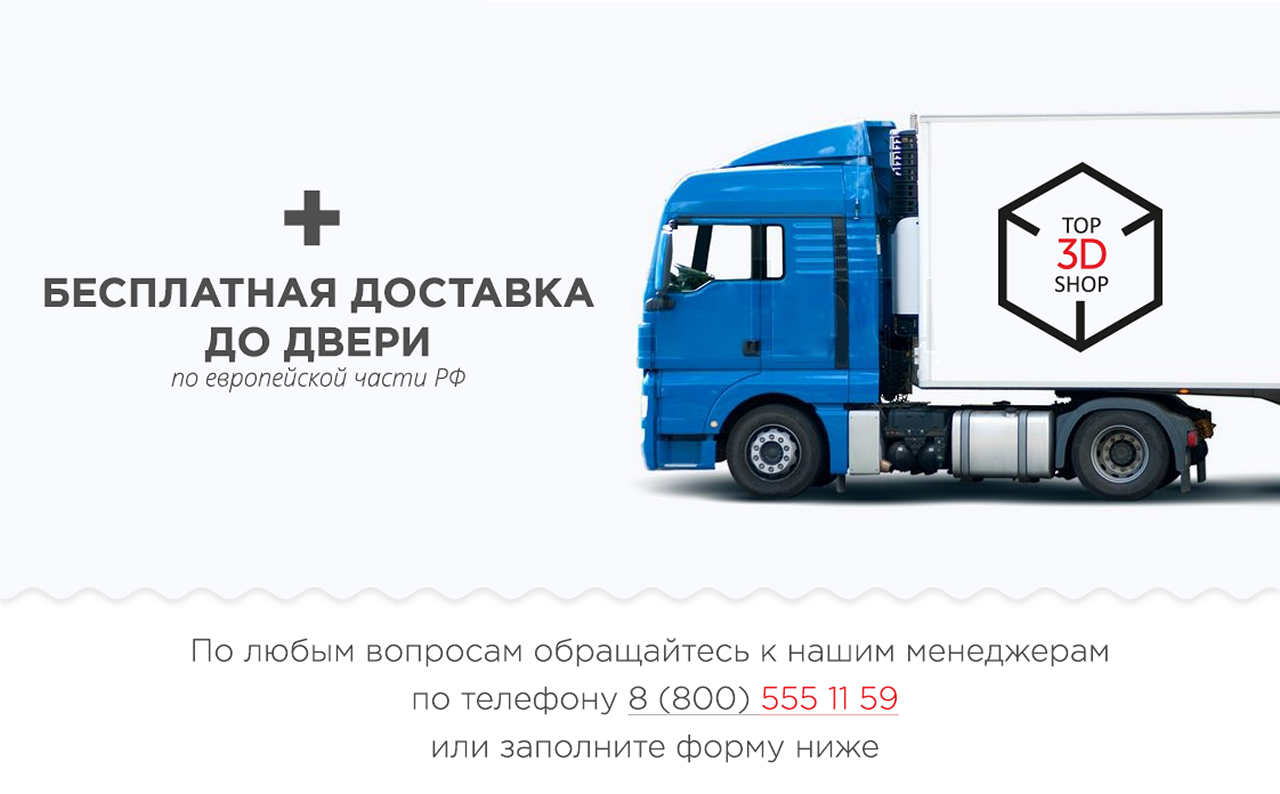 БЕСПЛАТНАЯ ДОСТАВКА
ДО ДВЕРИ
по европейской части РФ
TOP
3D
SHOP
По любым вопросам обращайтесь к нашим менеджерам
по телефону 8 (800) 555 11 59
или заполните форму ниже